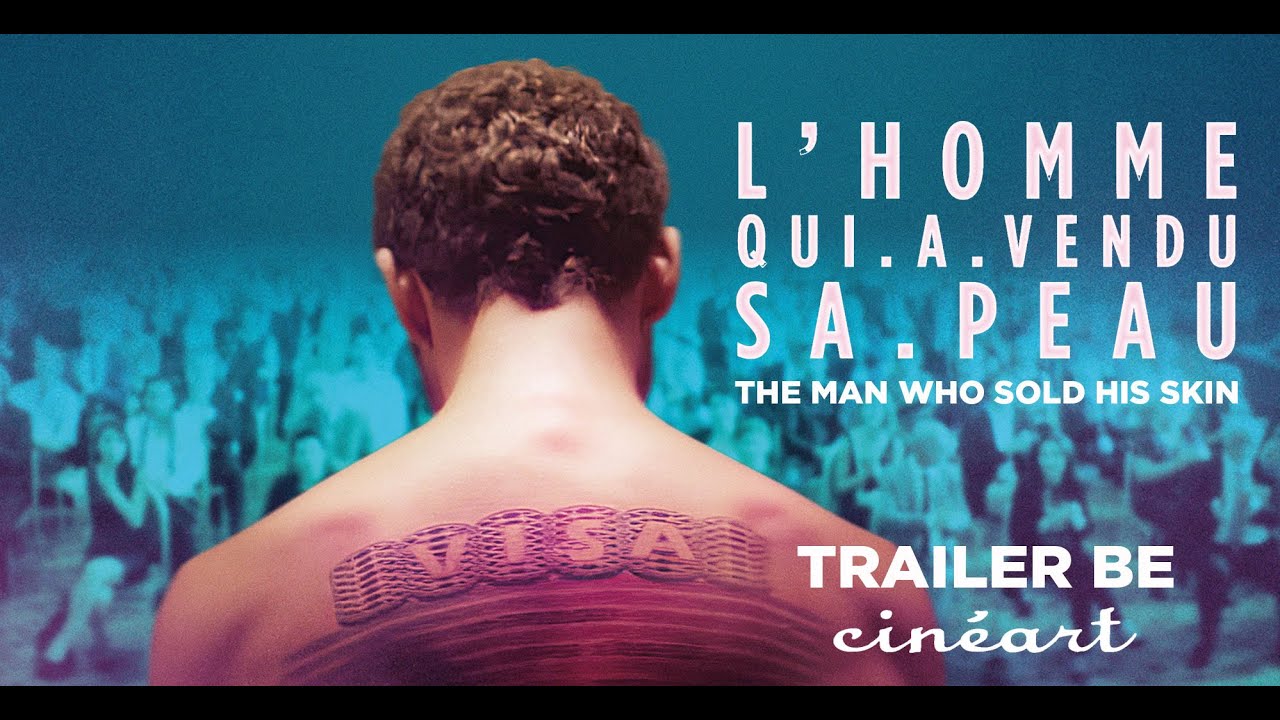 L'HOMME
QUI.A.VENDU
SA.PEAU
THE MAN WHO SOLD HIS SKIN
VISA
TRAILER BE
cinéart